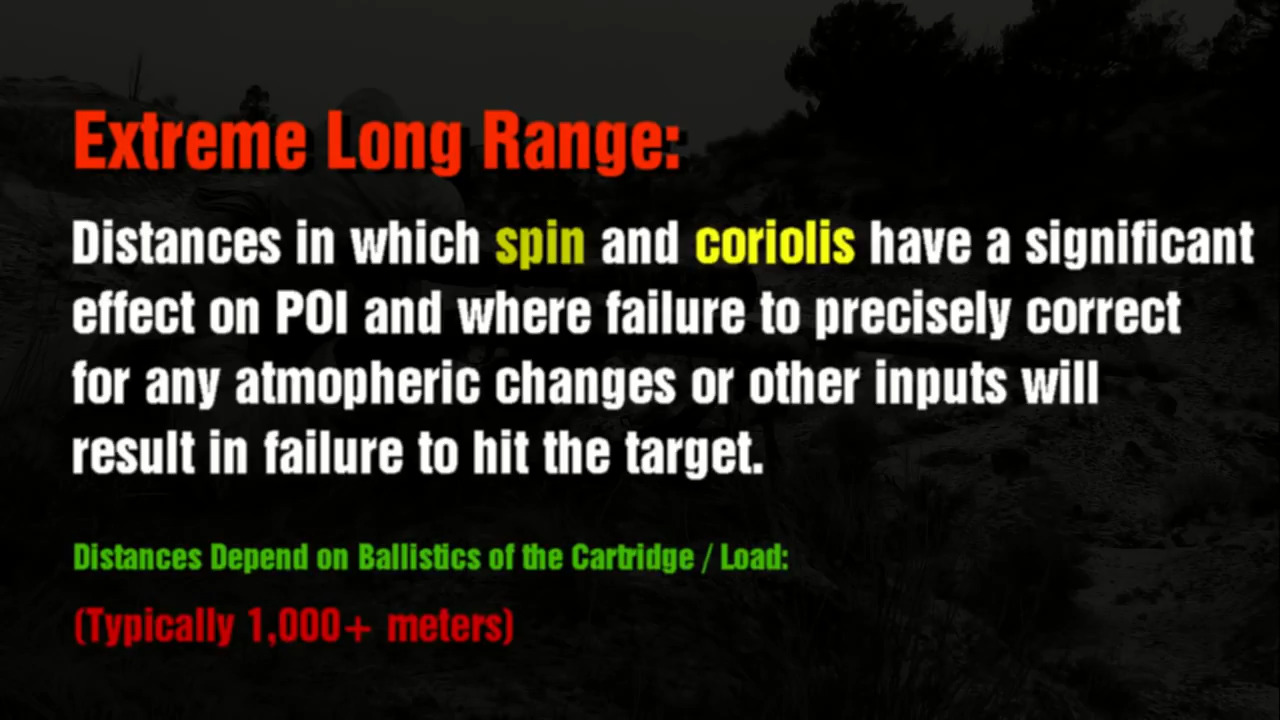 Extreme Long Range:
Distances in which spin and coriolis have a significant
effect on POI and where failure to precisely correct
for any atmopheric changes or other inputs will
result in failure to hit the target.
Distances Depend on Ballistics of the Cartridge / Load:
(Typically 1,000+ meters)